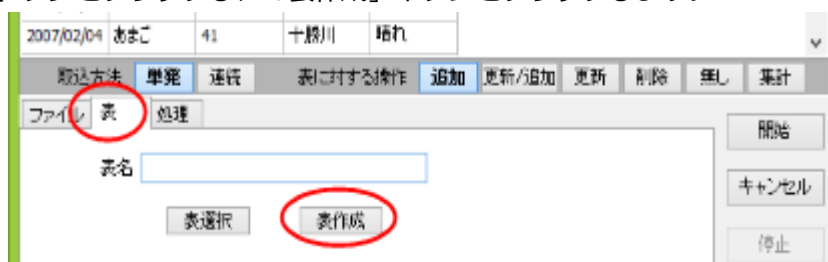 2007/02/04 あまご 41 十勝川 晴れ
取込方法 単発 連続 表に対する操作 追加 更新/追加 更新 削除 無し 集計
ファイル 表 処理
開始
表名
キャンセル
表選択 表作成
停止